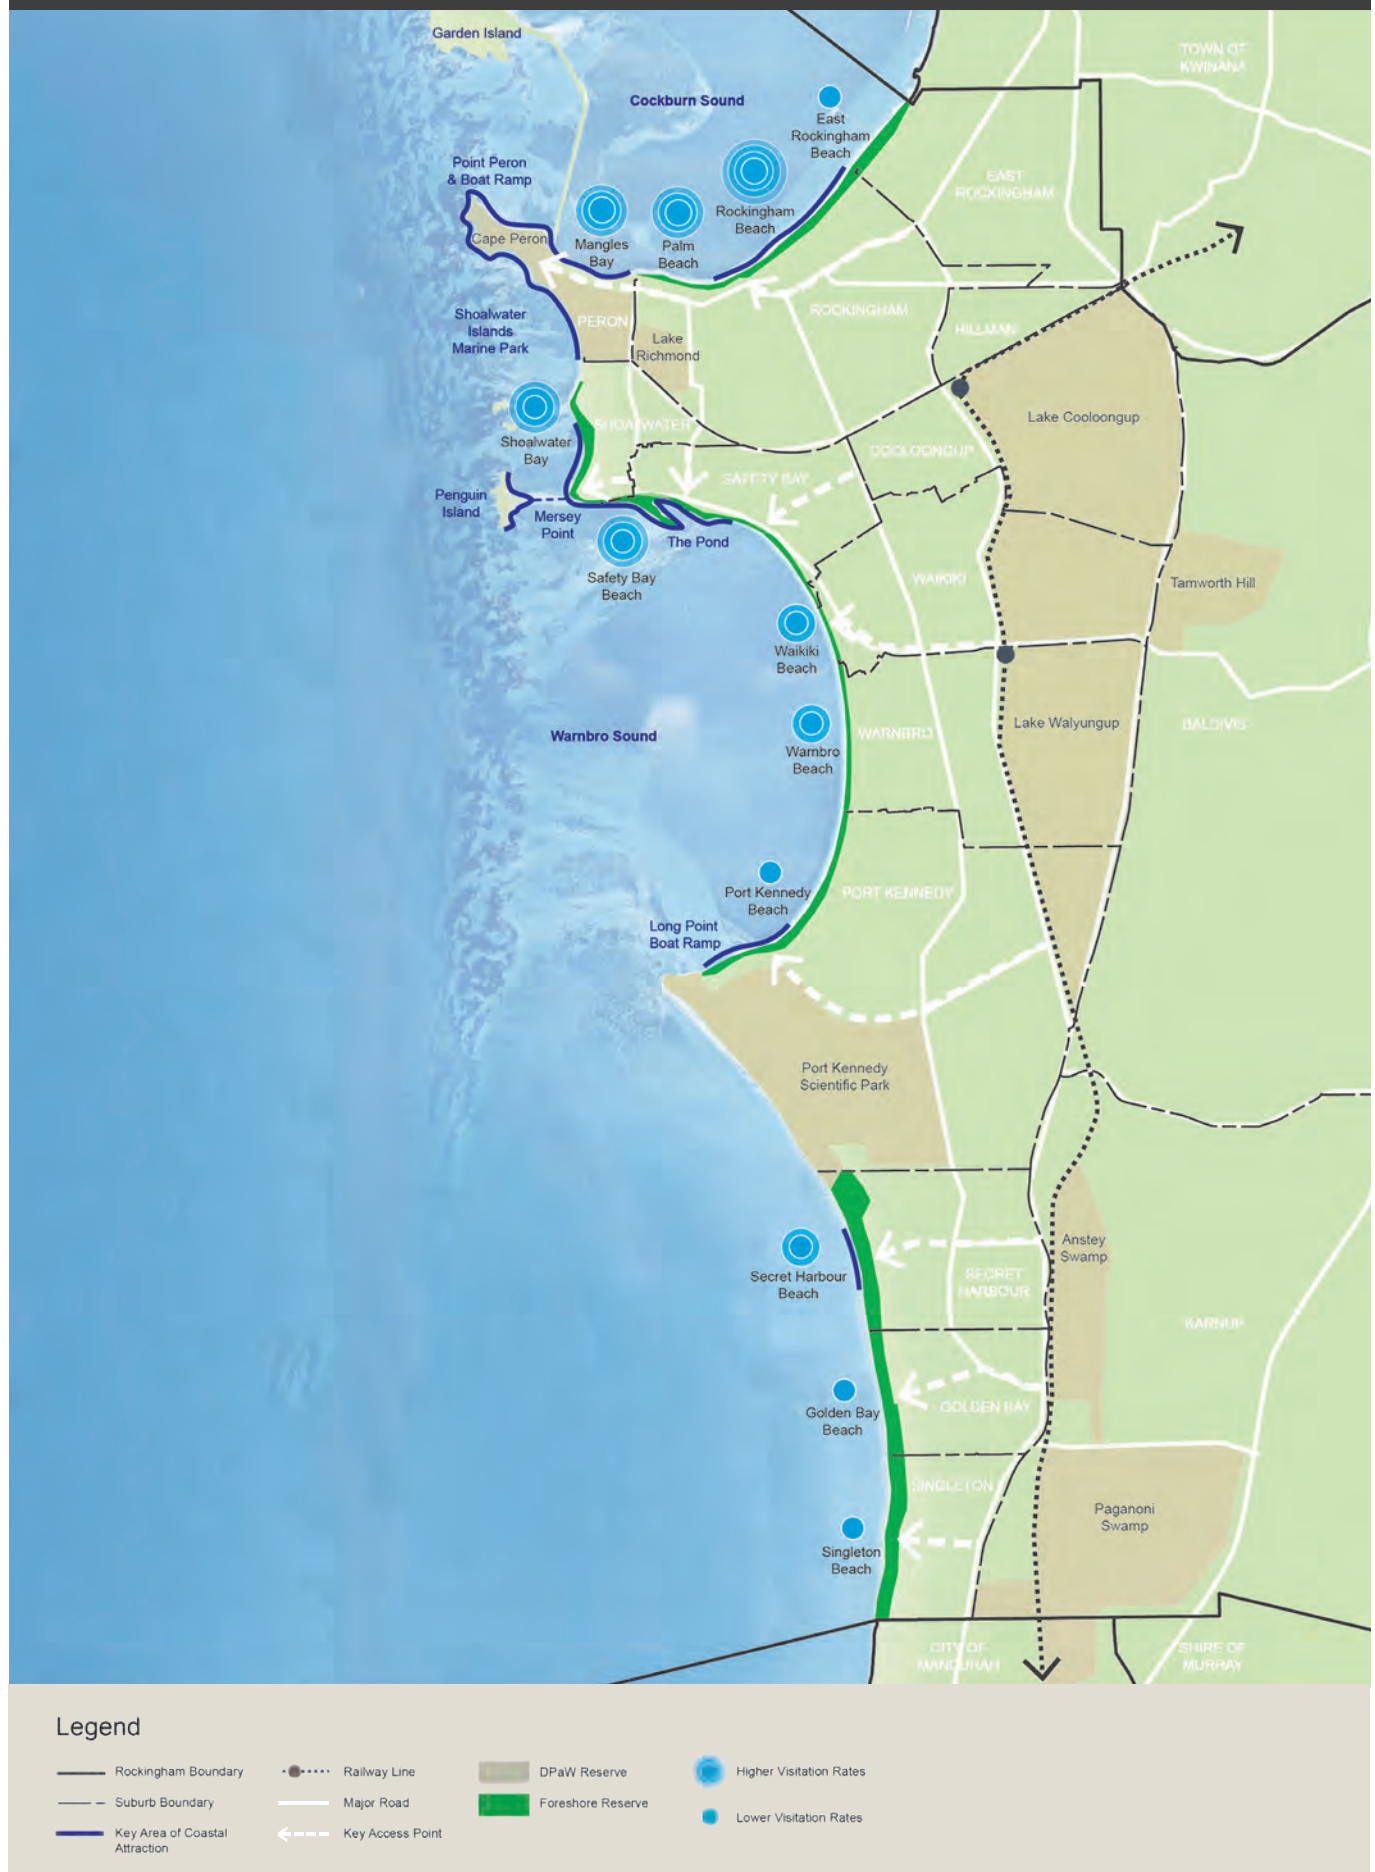 Garden Island
TOWN OF
KWINANA
Cockburn Sound
East
Rockingham
Beach
Point Peron
& Boat Ramp
EAST
ROCKINGHAM
Rockingham
Beach
Cape Peron
Mangles
Bay
Palm
Beach
Shoalwater
Islands
Marine Park
PERON
ROCKINGHAM
HILLMAN
Lake
Richmond
Lake Cooloongup
SHOALWATER
Shoalwater
Bay
COOLOONGUP
SAFETY BAY
Penguin
Island
Mersey
Point
The Pond
Safety Bay
Beach
WAIKIKI
Tamworth Hill
Waikiki
Beach
Lake Walyungup
BALDIVIS
Warnbro Sound
WARNBRO
Warnbro
Beach
Port Kennedy
Beach
PORT KENNEDY
Long Point
Boat Ramp
Port Kennedy
Scientific Park
Anstey
Swamp
Secret Harbour
Beach
SECRET
HARBOUR
KARNUP
Golden Bay
Beach
GOLDEN BAY
SINGLETON
Paganoni
Swamp
Singleton
Beach
CITY OF
MANDURAH
SHIRE OF
MURRAY
Legend
Rockingham Boundary
Suburb Boundary
Key Area of Coastal
Attraction
Railway Line
Major Road
Key Access Point
DPaW Reserve
Foreshore Reserve
Higher Visitation Rates
Lower Visitation Rates